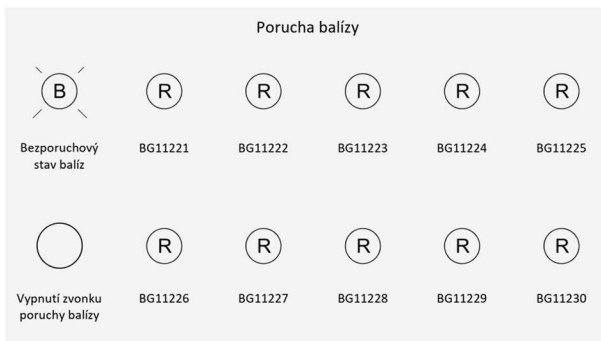 Porucha balízy
B R R R R R
Bezporuchový BG11221 BG11222 BG11223 BG11224 BG11225
stav balíz
R R R R R
Vypnutí zvonku BG11226 BG11227 BG11228 BG11229 BG11230
poruchy balízy